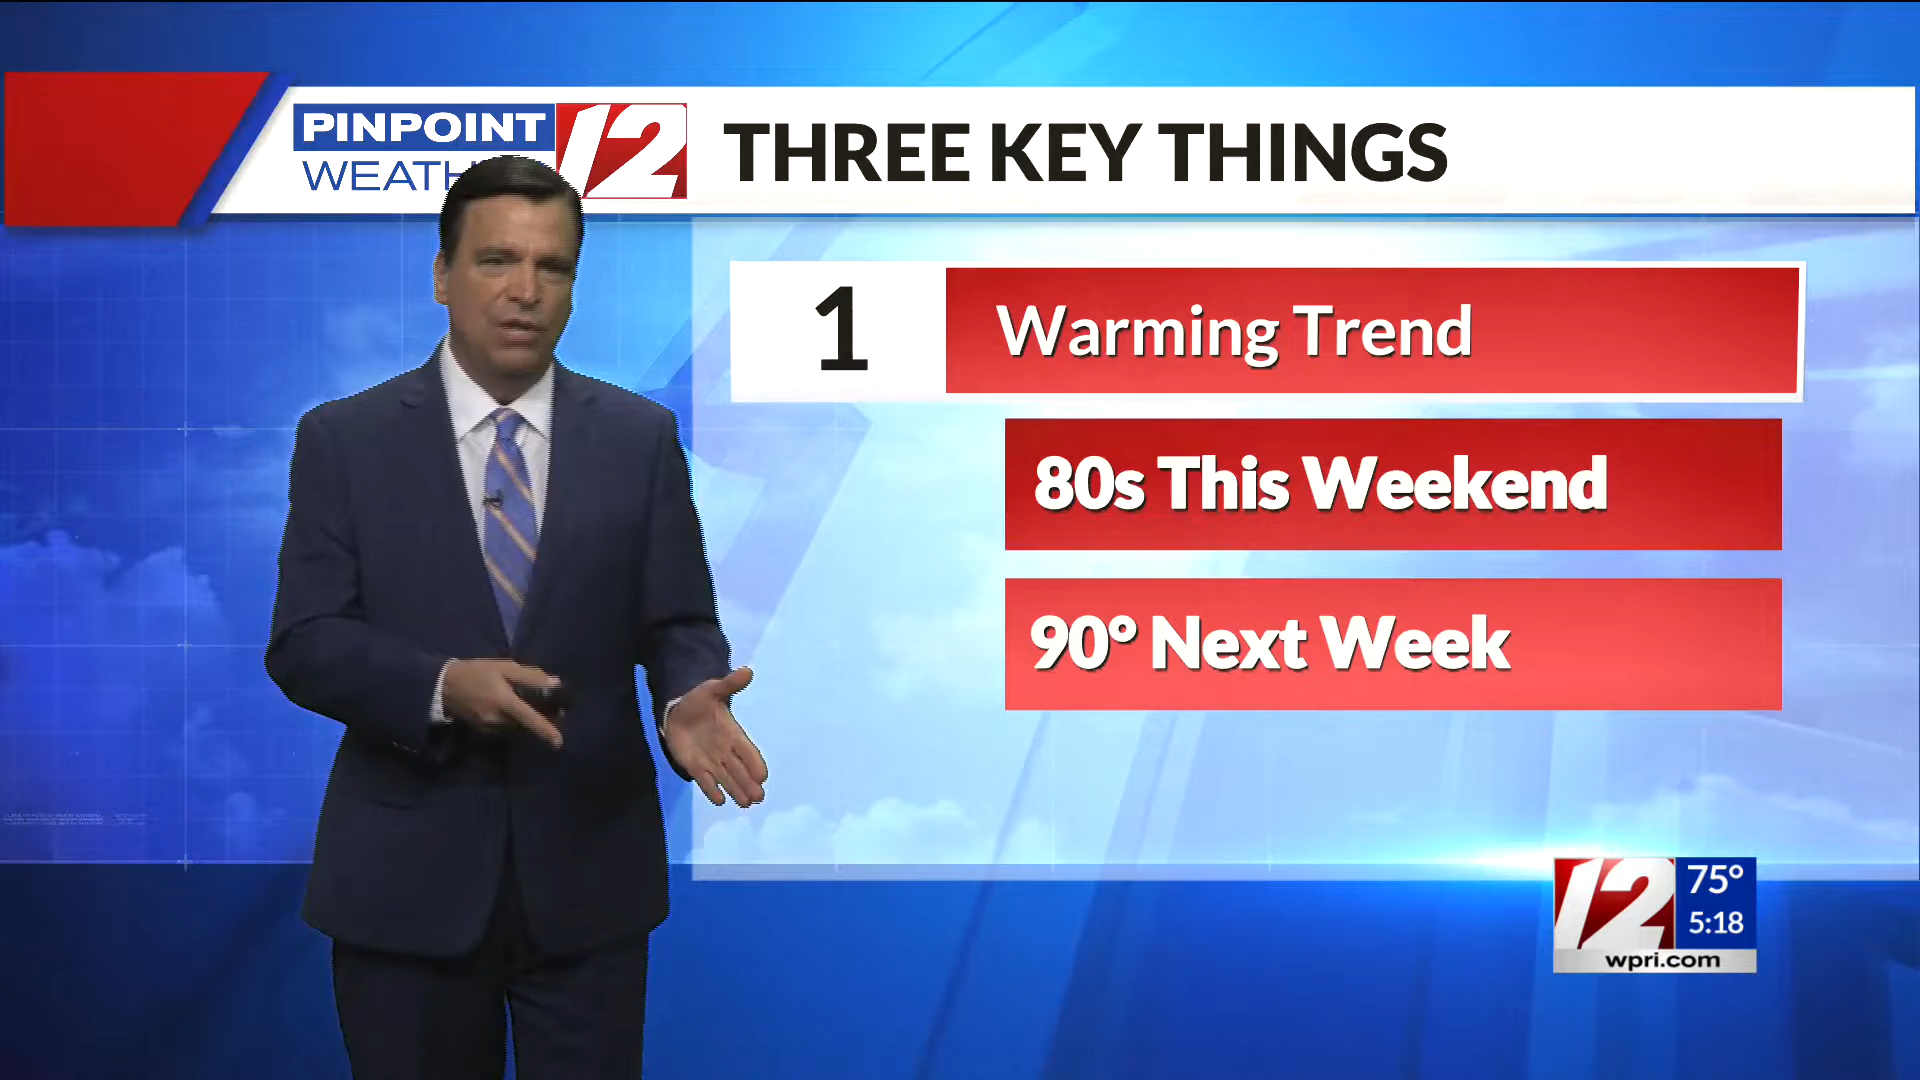 PINPOINT
WEATH
12
THREE KEY THINGS
1
Warming Trend
80s This Weekend
90° Next Week
12
75°
5:18
wpri.com